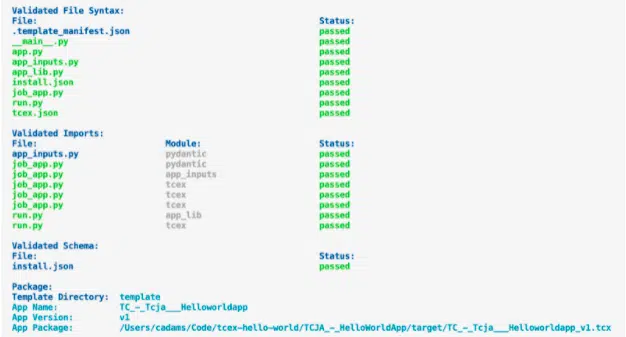 Validated File Syntax:
File: Status:
.template_manifest.json passed
__main__.py passed
app.py passed
app_inputs.py passed
app_lib.py passed
install.json passed
job_app.py passed
run.py passed
tcex.json passed
Validated Imports:
File: Module: Status:
app_inputs.py pydantic passed
job_app.py pydantic passed
job_app.py app_inputs passed
job_app.py tcex passed
job_app.py tcex passed
job_app.py tcex passed
run.py app_lib passed
run.py tcex passed
Validated Schema:
File: Status:
install.json passed
Package:
Template Directory: template
App Name: TC_-_Tcja___Helloworldapp
App Version: v1
App Package: /Users/cadams/Code/tcex-hello-world/TCJA_-_HelloWorldApp/target/TC_-_Tcja___Helloworldapp_v1.tcx